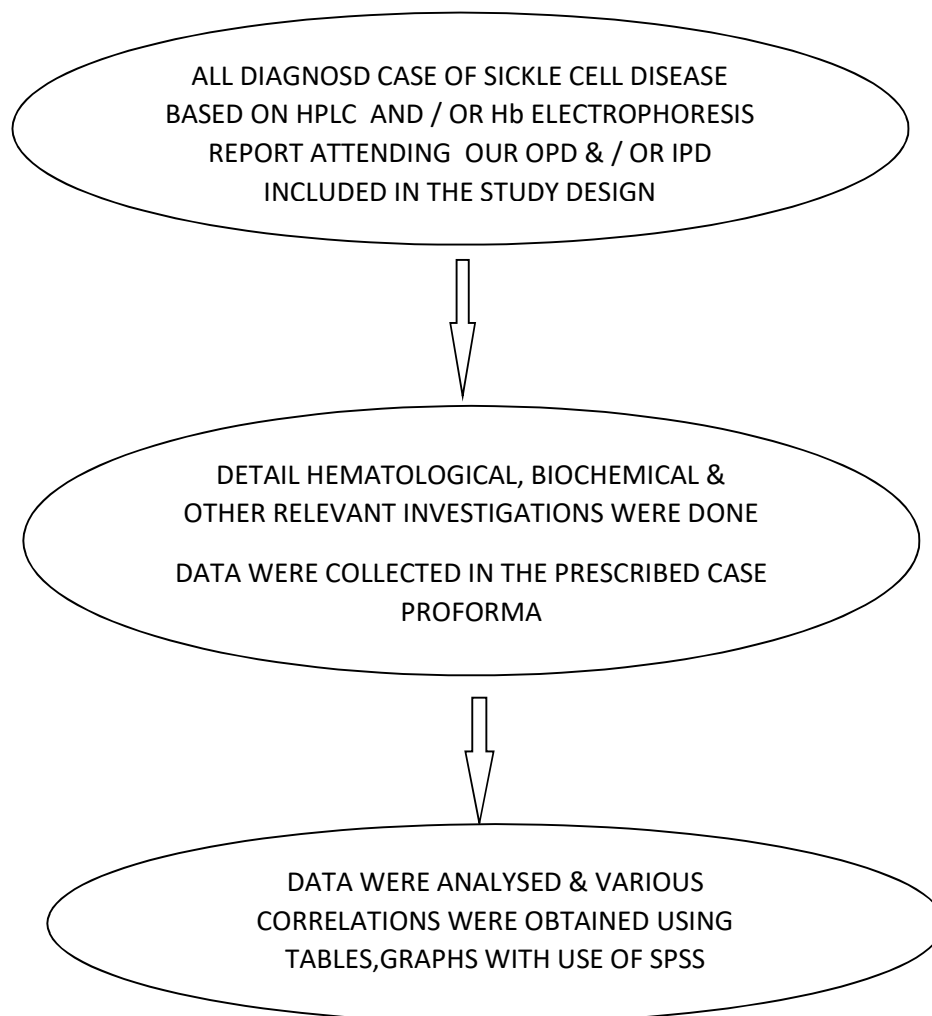 ALL DIAGNOSD CASE OF SICKLE CELL DISEASE
BASED ON HPLC AND / OR Hb ELECTROPHORESIS
REPORT ATTENDING OUR OPD & / OR IPD
INCLUDED IN THE STUDY DESIGN
DETAIL HEMATOLOGICAL, BIOCHEMICAL &
OTHER RELEVANT INVESTIGATIONS WERE DONE
DATA WERE COLLECTED IN THE PRESCRIBED CASE
PROFORMA
DATA WERE ANALYSED & VARIOUS
CORRELATIONS WERE OBTAINED USING
TABLES,GRAPHS WITH USE OF SPSS